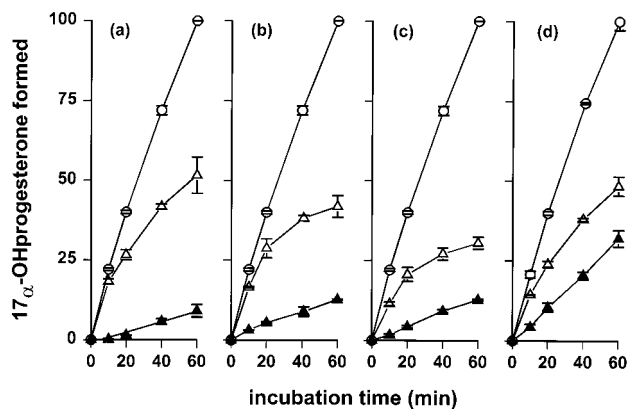 17α-OHprogesterone formed
100
75
50
25
0
(a)
(b)
(c)
(d)
0 20 40 60
0 20 40 60
0 20 40 60
0 20 40 60
incubation time (min)